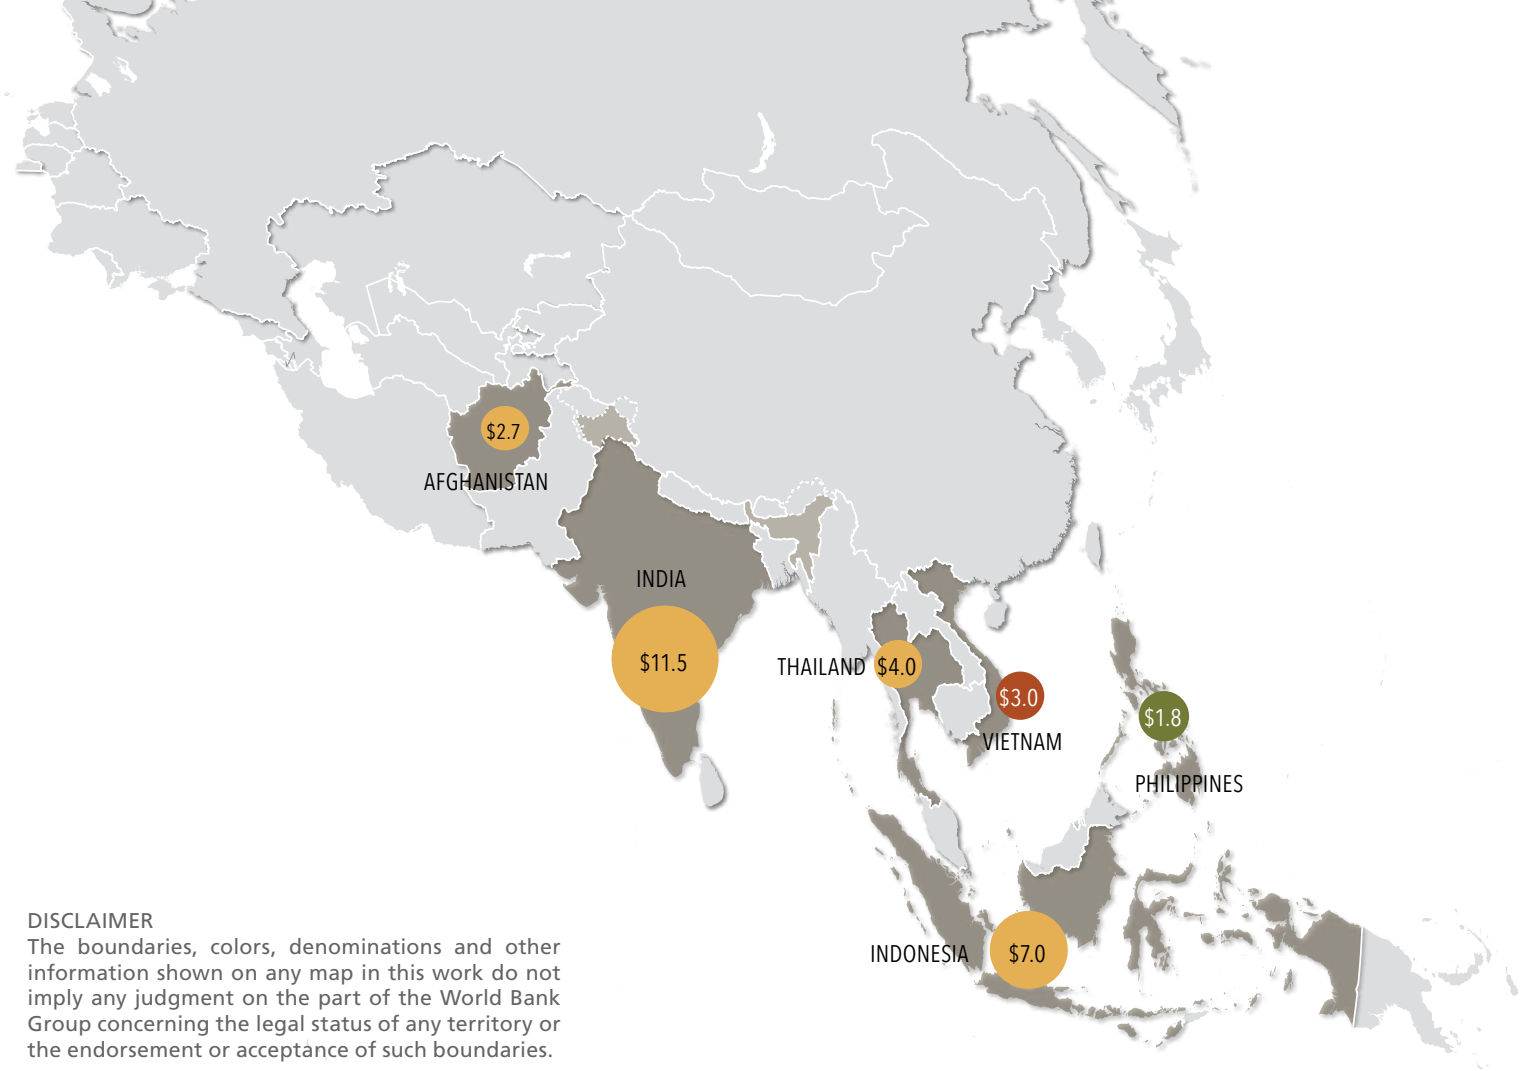 $2.7
AFGHANISTAN
INDIA
$11.5
THAILAND
$4.0
$3.0
VIETNAM
$1.8
PHILIPPINES
INDONESIA
$7.0
DISCLAIMER
The boundaries, colors, denominations and other
information shown on any map in this work do not
imply any judgment on the part of the World Bank
Group concerning the legal status of any territory or
the endorsement or acceptance of such boundaries.